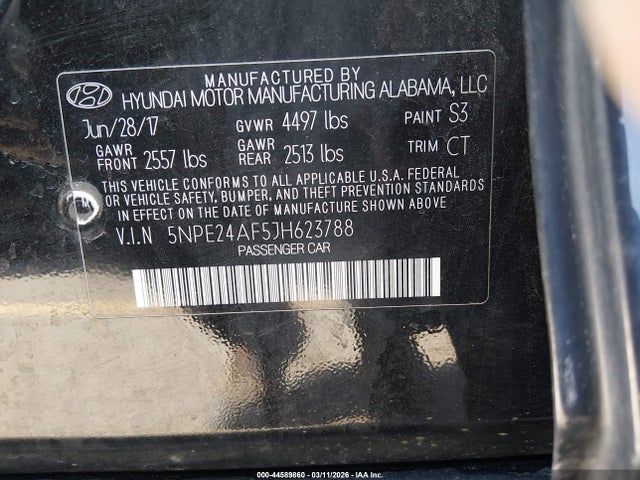 MANUFACTURED BY
HYUNDAI MOTOR MANUFACTURING ALABAMA, LLC
Jun/28/17 GVWR 4497 lbs PAINT S3
GAWR FRONT 2557 lbs GAWR REAR 2513 lbs TRIM CT
THIS VEHICLE CONFORMS TO ALL APPLICABLE U.S.A. FEDERAL
VEHICLE SAFETY, BUMPER, AND THEFT PREVENTION STANDARDS
IN EFFECT ON THE DATE OF MANUFACTURE SHOWN ABOVE.
V.I.N 5NPE24AF5JH623788
PASSENGER CAR
000-44589860 - 03/11/2026 - IAA Inc.